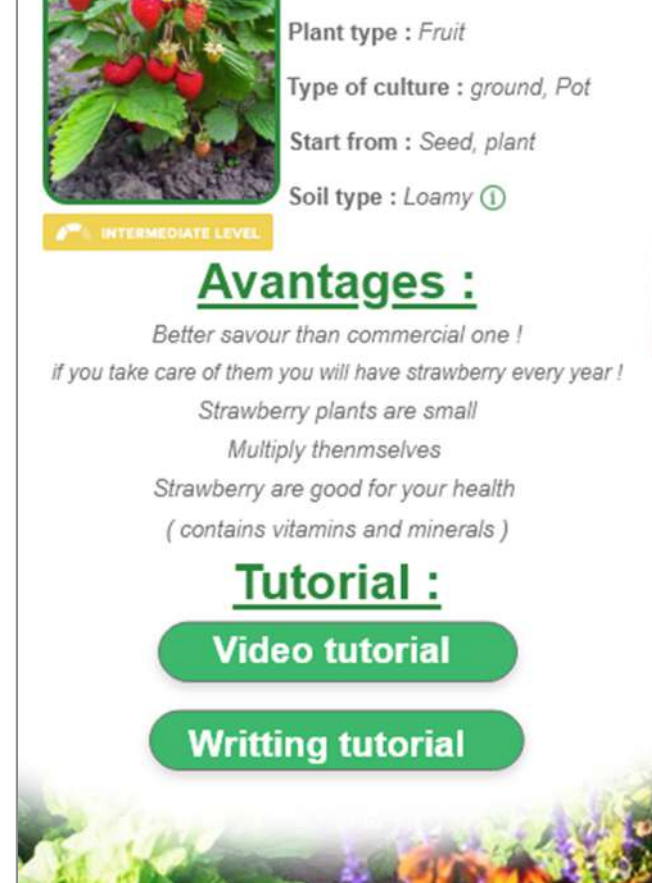 Plant type : Fruit
Type of culture : ground, Pot
Start from : Seed, plant
Soil type : Loamy
INTERMEDIATE LEVEL
Avantages :
Better savour than commercial one !
if you take care of them you will have strawberry every year !
Strawberry plants are small
Multiply thenmselves
Strawberry are good for your health
( contains vitamins and minerals )
Tutorial :
Video tutorial
Writting tutorial